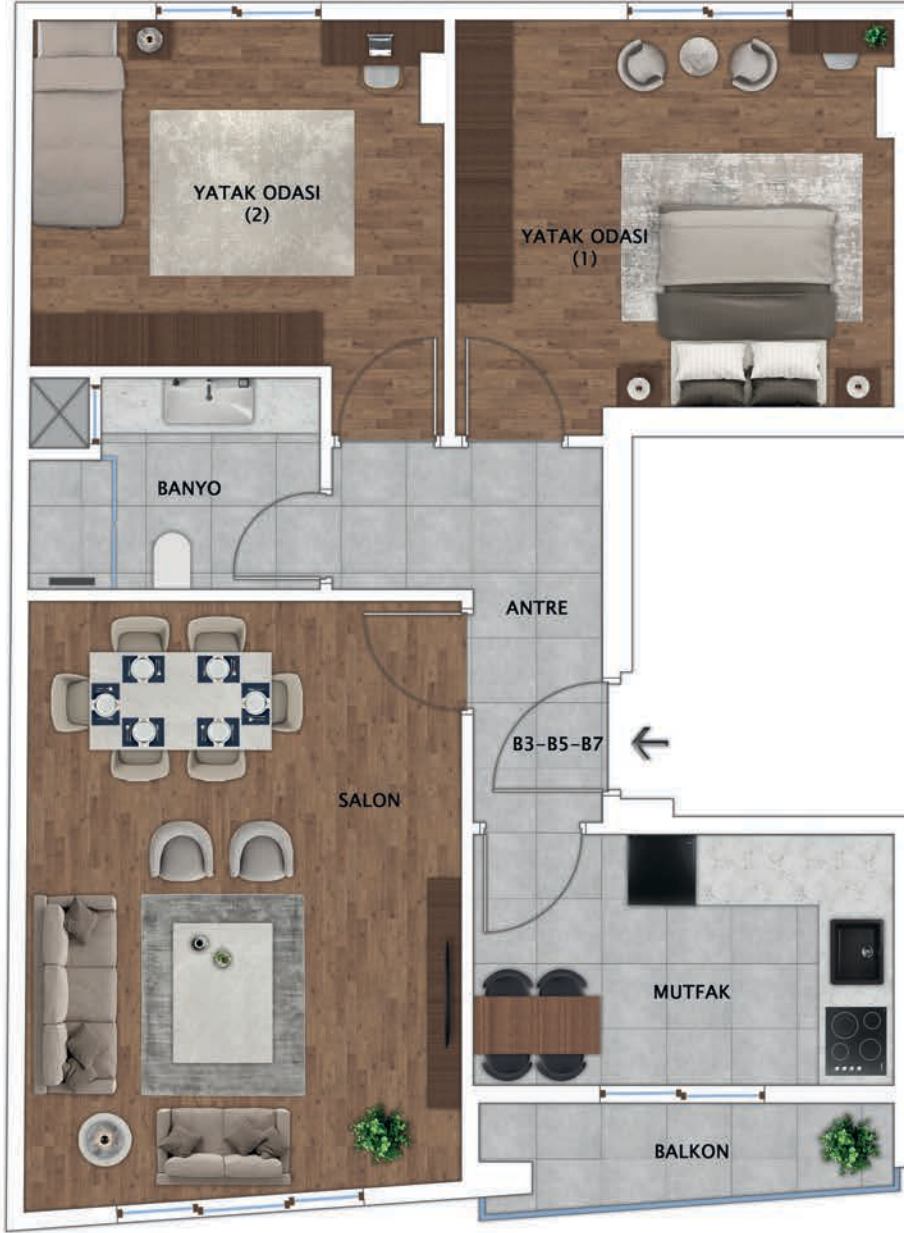 YATAK ODASI
(2)
YATAK ODASI
(1)
BANYO
ANTRE
B3-B5-B7
SALON
MUTFAK
BALKON